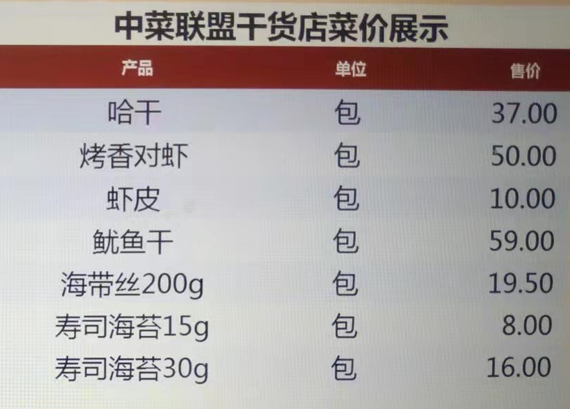 中菜联盟干货店菜价展示
产品 单位 售价
哈干 包 37.00
烤香对虾 包 50.00
虾皮 包 10.00
鱿鱼干 包 59.00
海带丝200g 包 19.50
寿司海苔15g 包 8.00
寿司海苔30g 包 16.00